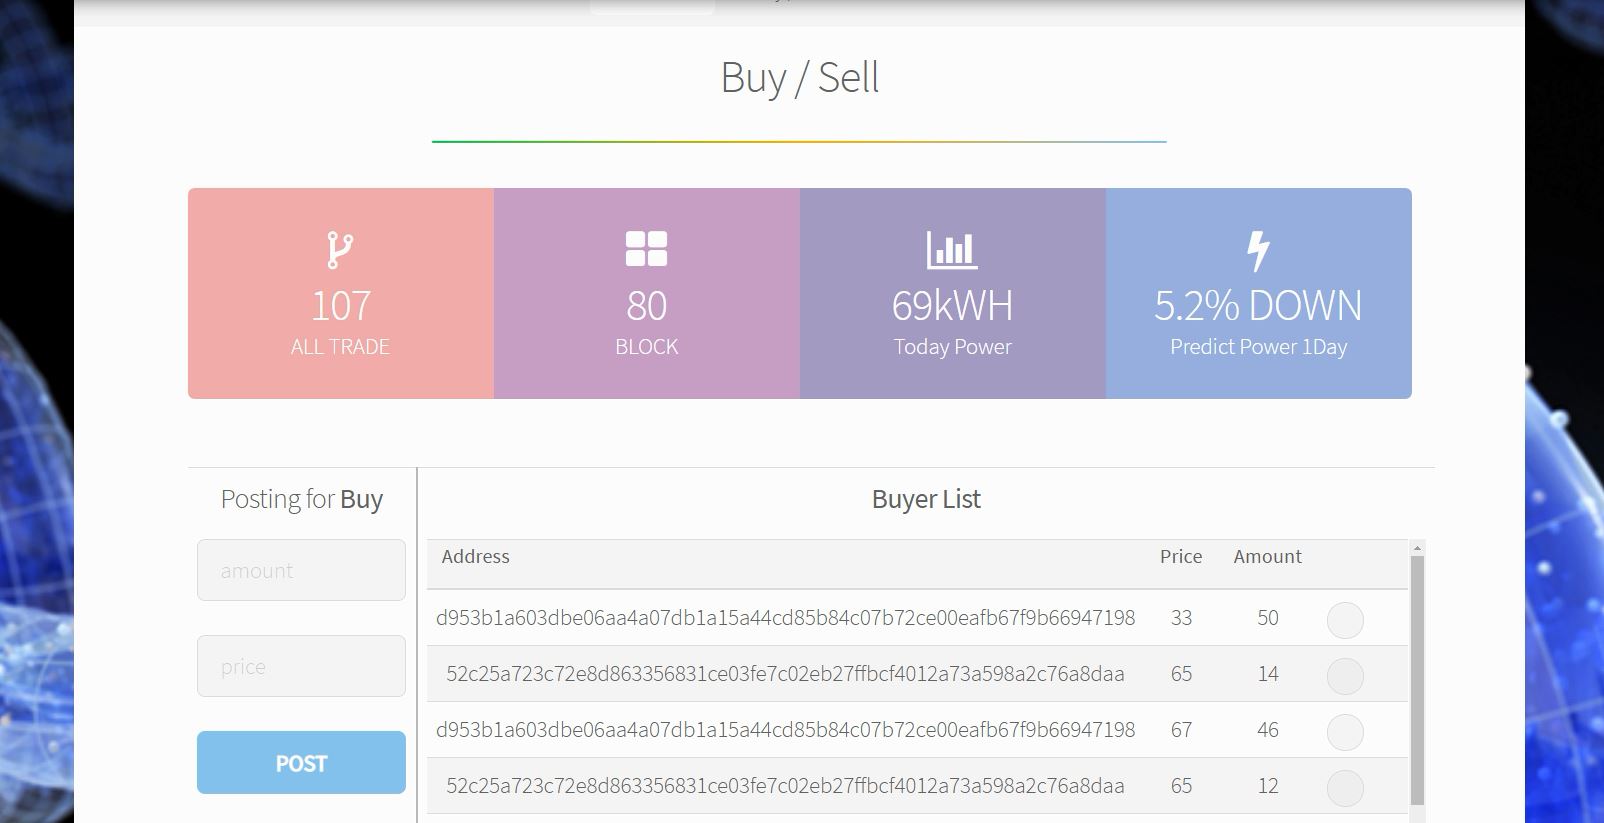 Buy / Sell
107
ALL TRADE
80
BLOCK
69kWH
Today Power
5.2% DOWN
Predict Power 1Day
Posting for Buy
amount
price
POST
Buyer List
Address Price Amount
d953b1a603dbe06aa4a07db1a15a44cd85b84c07b72ce00eafb67f9b66947198 33 50
52c25a723c72e8d863356831ce03fe7c02eb27ffbcf4012a73a598a2c76a8daa 65 14
d953b1a603dbe06aa4a07db1a15a44cd85b84c07b72ce00eafb67f9b66947198 67 46
52c25a723c72e8d863356831ce03fe7c02eb27ffbcf4012a73a598a2c76a8daa 65 12